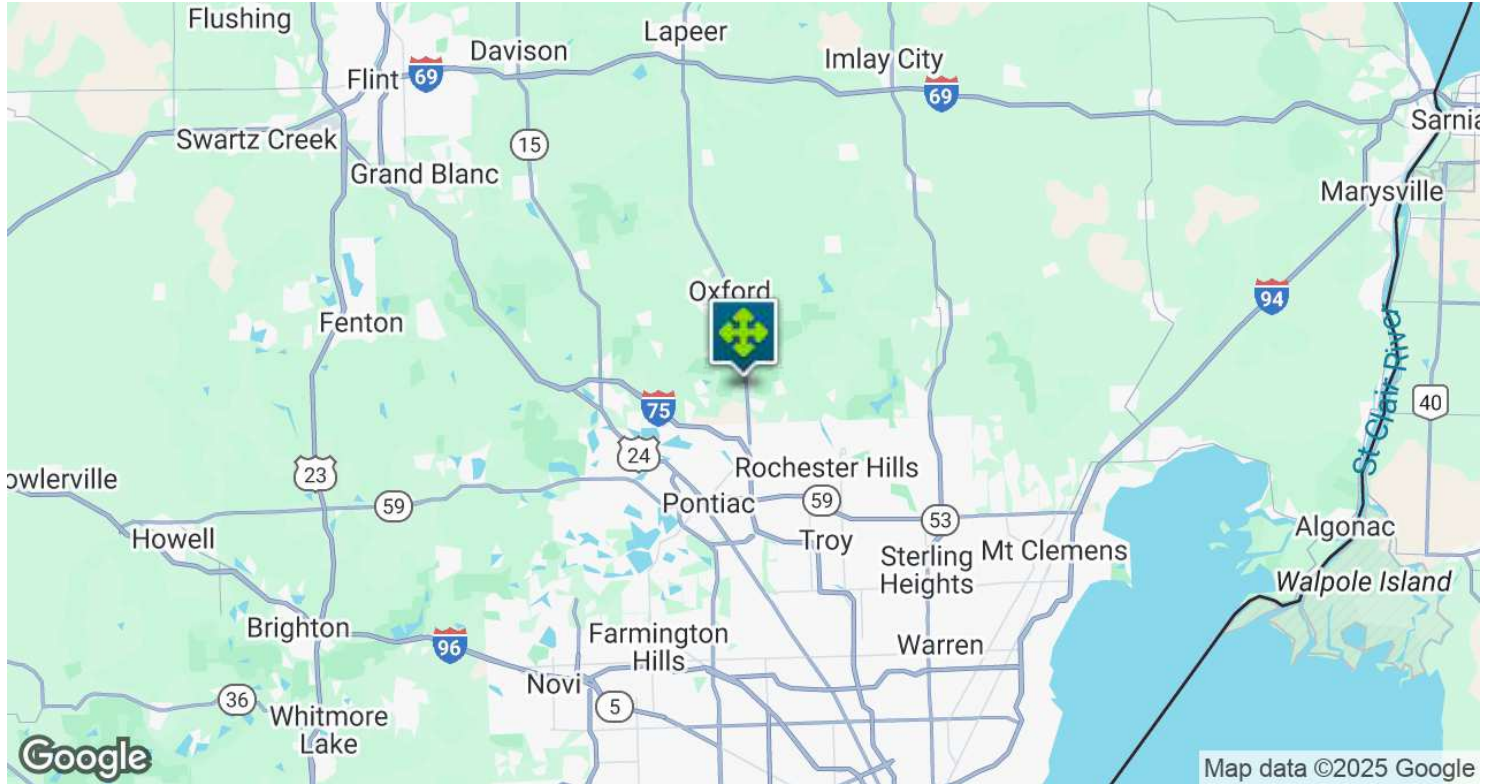 Flushing
Lapeer
Davison
Imlay City
Flint
69
69
Sarnia
Swartz Creek
15
Grand Blanc
Marysville
Oxford
94
Fenton
St Clair River
75
40
24
Rochester Hills
owlerville
23
59
Pontiac
59
53
Algonac
Howell
Troy
Sterling
Heights
Mt Clemens
Walpole Island
Brighton
Farmington
Hills
Warren
96
Novi
36
5
Whitmore
Lake
Google
Map data ©2025 Google